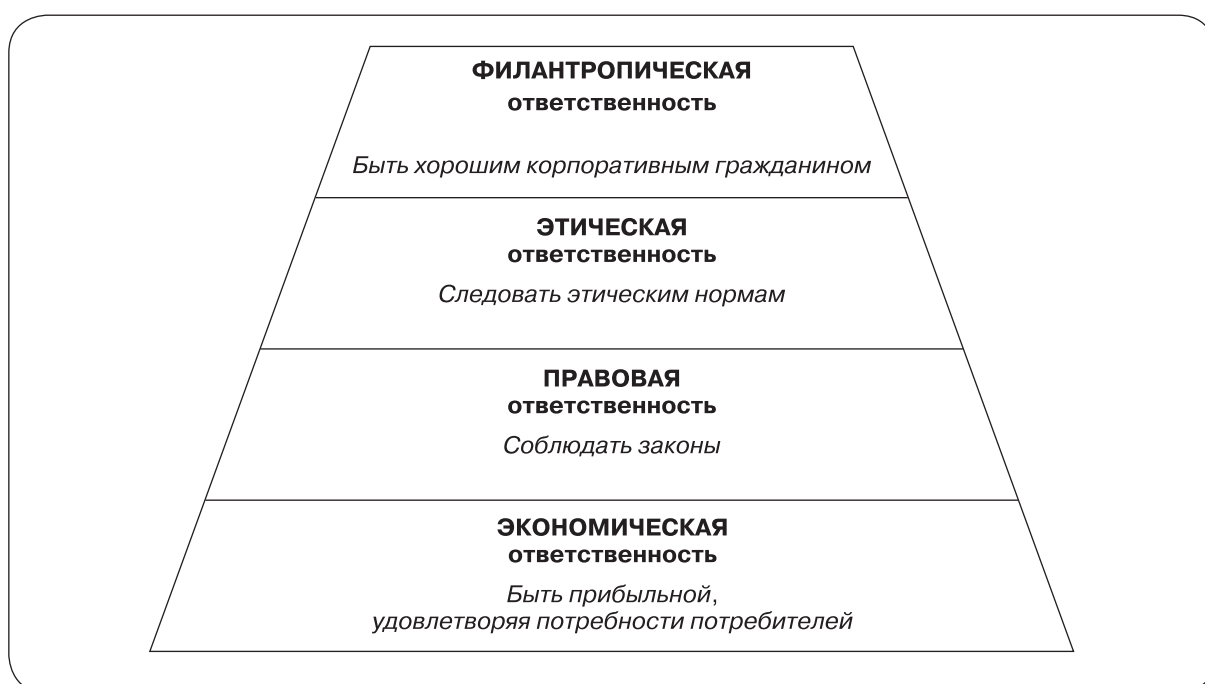 ФИЛАНТРОПИЧЕСКАЯ
ответственность
Быть хорошим корпоративным гражданином
ЭТИЧЕСКАЯ
ответственность
Следовать этическим нормам
ПРАВОВАЯ
ответственность
Соблюдать законы
ЭКОНОМИЧЕСКАЯ
ответственность
Быть прибыльной,
удовлетворяя потребности потребителей